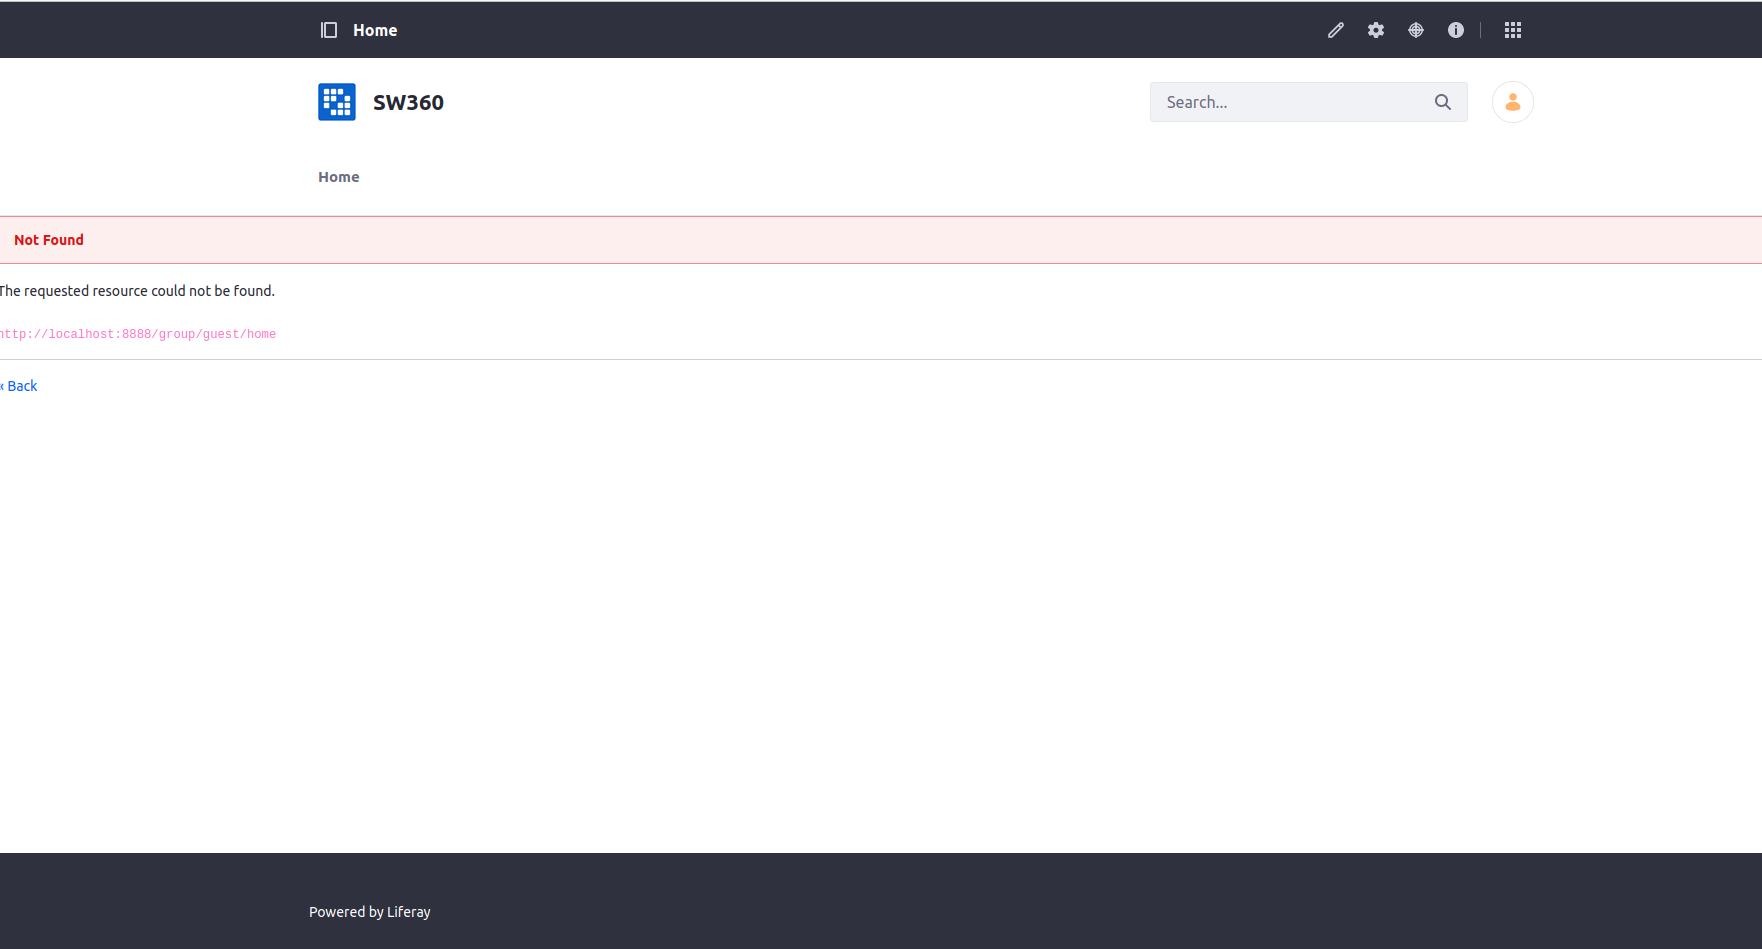 Home
SW360
Search...
Home
Not Found
The requested resource could not be found.
http://localhost:8888/group/guest/home
« Back
Powered by Liferay